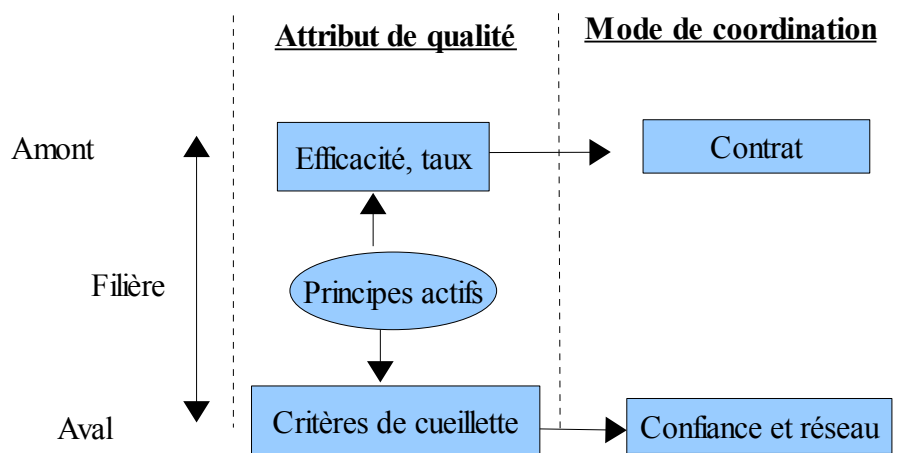 Attribut de qualité
Mode de coordination
Amont
Efficacité, taux
Contrat
Filière
Principes actifs
Aval
Critères de cueillette
Confiance et réseau